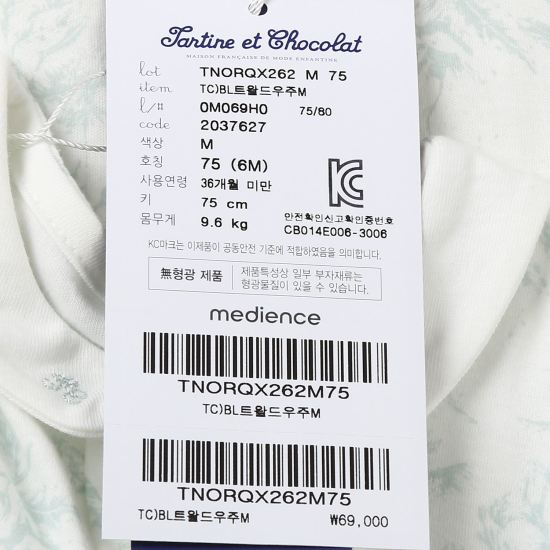 Tartine et Chocolat
MAISON FRANÇAISE DE MODE ENFANTINE
lot TNORQX262 M 75
item TC)BL트왈드우주M
l/# 0M069H0 75/80
code 2037627
색상 M
호칭 75 (6M)
사용연령 36개월 미만
키 75 cm
몸무게 9.6 kg
KC
안전확인신고확인증번호
CB014E006-3006
KC마크는 이제품이 공통안전 기준에 적합하였음을 의미합니다.
無형광 제품
제품특성상 일부 부자재류는
형광물질이 있을 수 있습니다.
medience
TNORQX262M75
TC)BL트왈드우주M
TNORQX262M75
TC)BL트왈드우주M ₩69,000